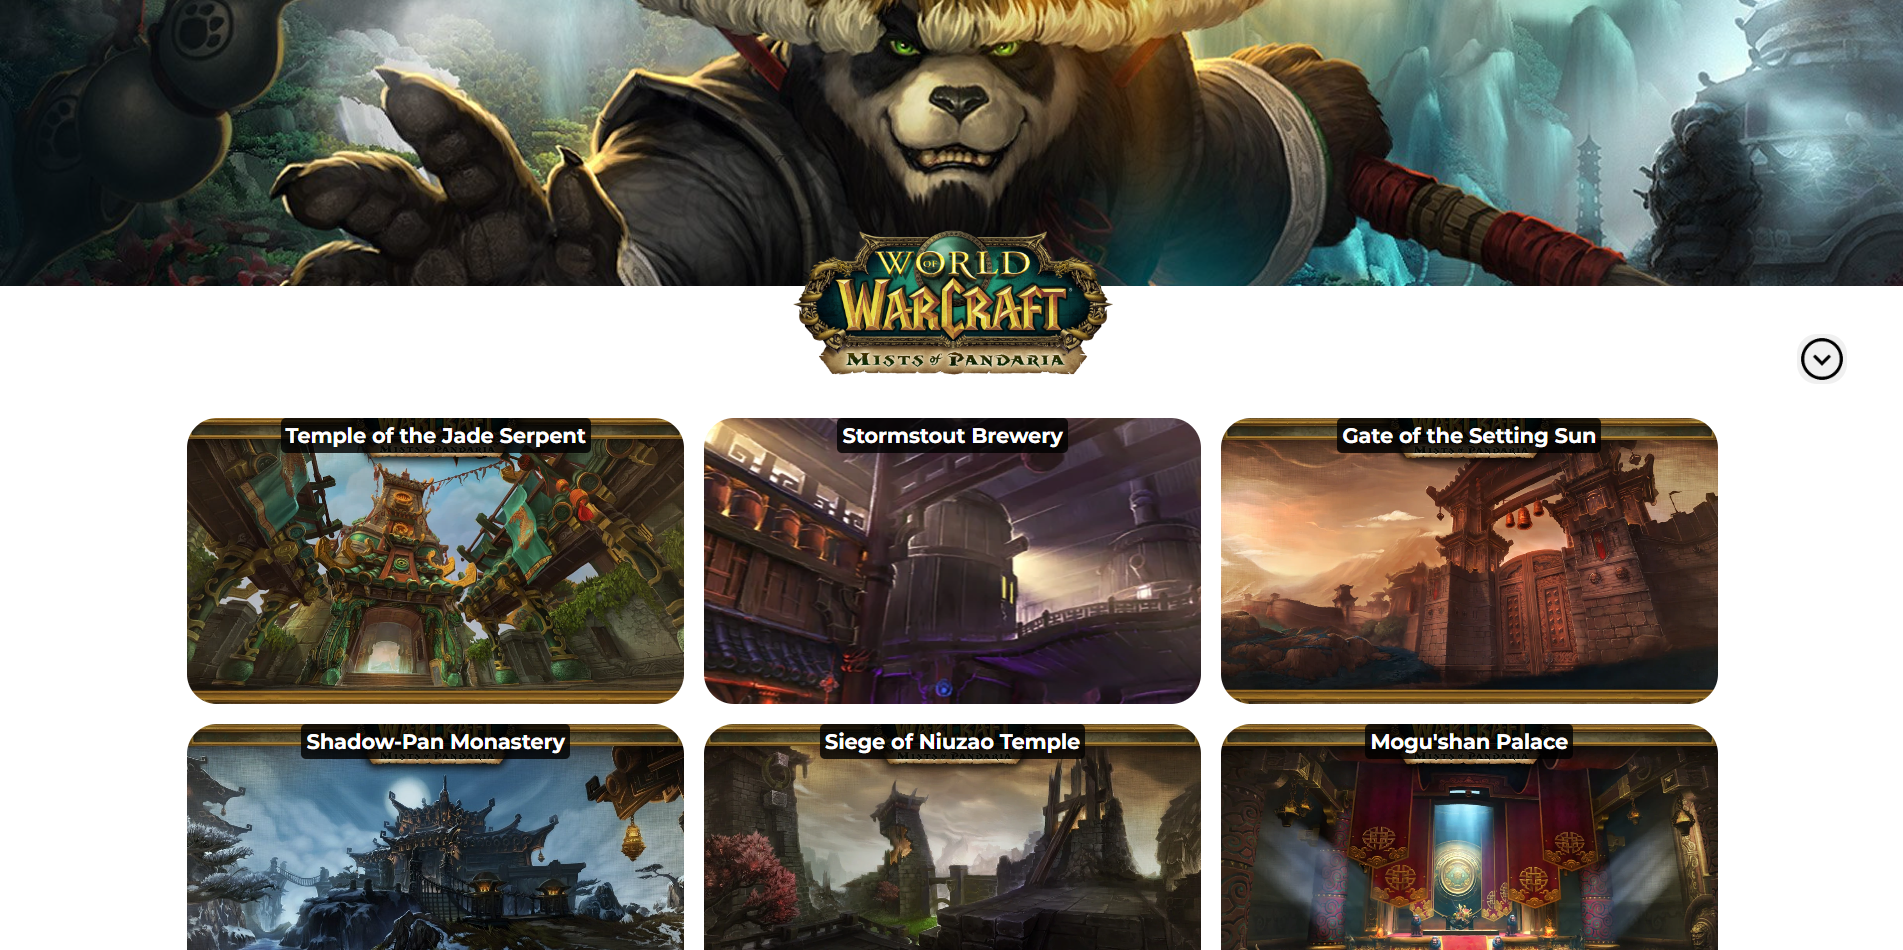 WORLD
OF
WARCRAFT
MISTS of PANDARIA
Temple of the Jade Serpent
Stormstout Brewery
Gate of the Setting Sun
Shadow-Pan Monastery
Siege of Niuzao Temple
Mogu'shan Palace